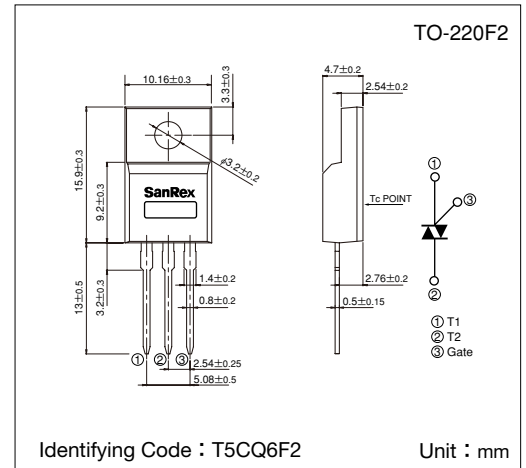 TO-220F2
10.16±0.3
3.3±0.3
4.7±0.2
2.54±0.2
φ3.2±0.2
15.9±0.3
9.2±0.3
SanRex
Tc POINT
①
③
②
13±0.5
3.2±0.3
1.4±0.2
0.8±0.2
2.76±0.2
0.5±0.15
① ② ③
2.54±0.25
5.08±0.5
① T1
② T2
③ Gate
Identifying Code：T5CQ6F2
Unit：mm